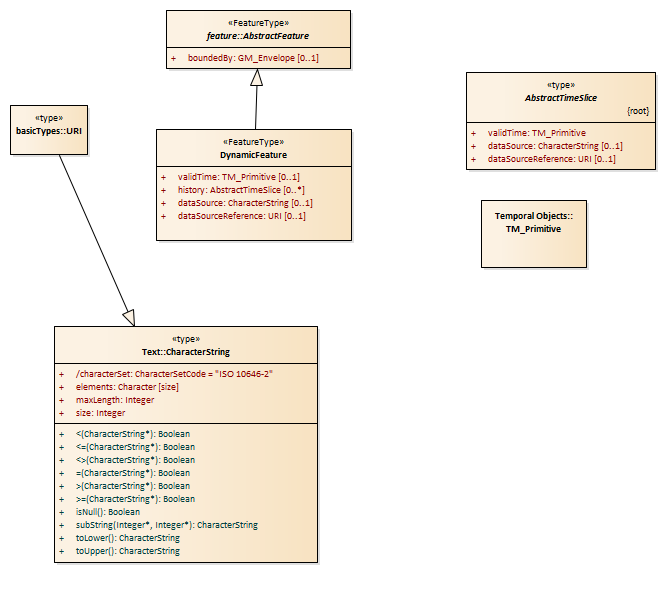 «FeatureType»
feature::AbstractFeature
+ boundedBy: GM_Envelope [0..1]
«type»
AbstractTimeSlice
{root}
+ validTime: TM_Primitive
+ dataSource: CharacterString [0..1]
+ dataSourceReference: URI [0..1]
«type»
basicTypes::URI
«FeatureType»
DynamicFeature
+ validTime: TM_Primitive [0..1]
+ history: AbstractTimeSlice [0..*]
+ dataSource: CharacterString [0..1]
+ dataSourceReference: URI [0..1]
Temporal Objects::
TM_Primitive
«type»
Text::CharacterString
+ /characterSet: CharacterSetCode = "ISO 10646-2"
+ elements: Character [size]
+ maxLength: Integer
+ size: Integer
+ <(CharacterString*): Boolean
+ <=(CharacterString*): Boolean
+ <>(CharacterString*): Boolean
+ =(CharacterString*): Boolean
+ >(CharacterString*): Boolean
+ >=(CharacterString*): Boolean
+ isNull(): Boolean
+ subString(Integer*, Integer*): CharacterString
+ toLower(): CharacterString
+ toUpper(): CharacterString